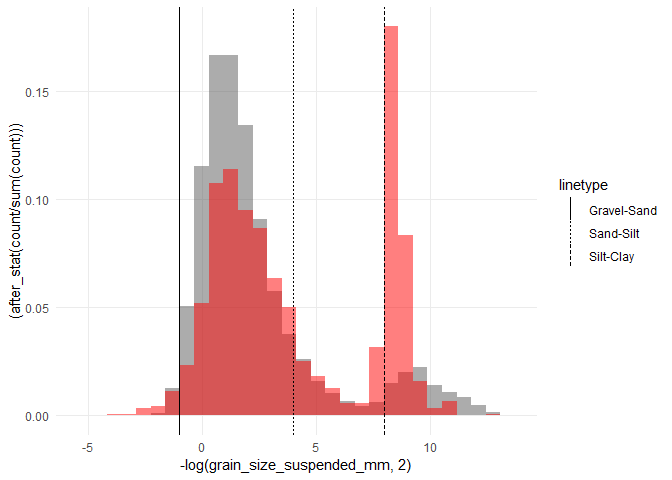 (after_stat(count/sum(count)))
0.15
0.10
0.05
0.00
-5
0
5
10
-log(grain_size_suspended_mm, 2)
linetype
Gravel-Sand
Sand-Silt
Silt-Clay